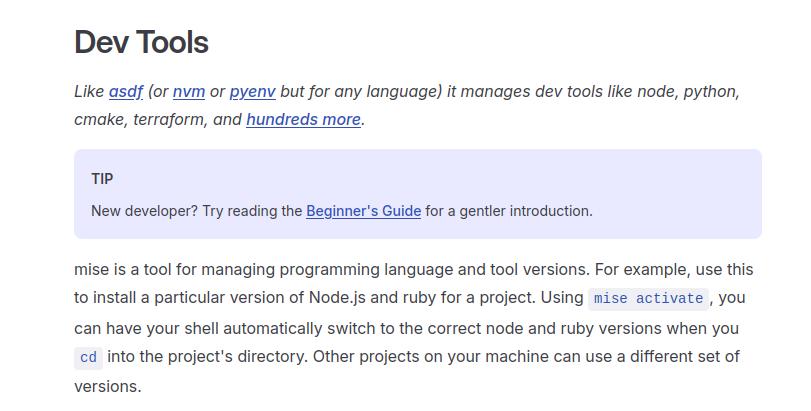 Dev Tools
Like asdf (or nvm or pyenv but for any language) it manages dev tools like node, python,
cmake, terraform, and hundreds more.
TIP
New developer? Try reading the Beginner's Guide for a gentler introduction.
mise is a tool for managing programming language and tool versions. For example, use this
to install a particular version of Node.js and ruby for a project. Using mise activate, you
can have your shell automatically switch to the correct node and ruby versions when you
cd into the project's directory. Other projects on your machine can use a different set of
versions.